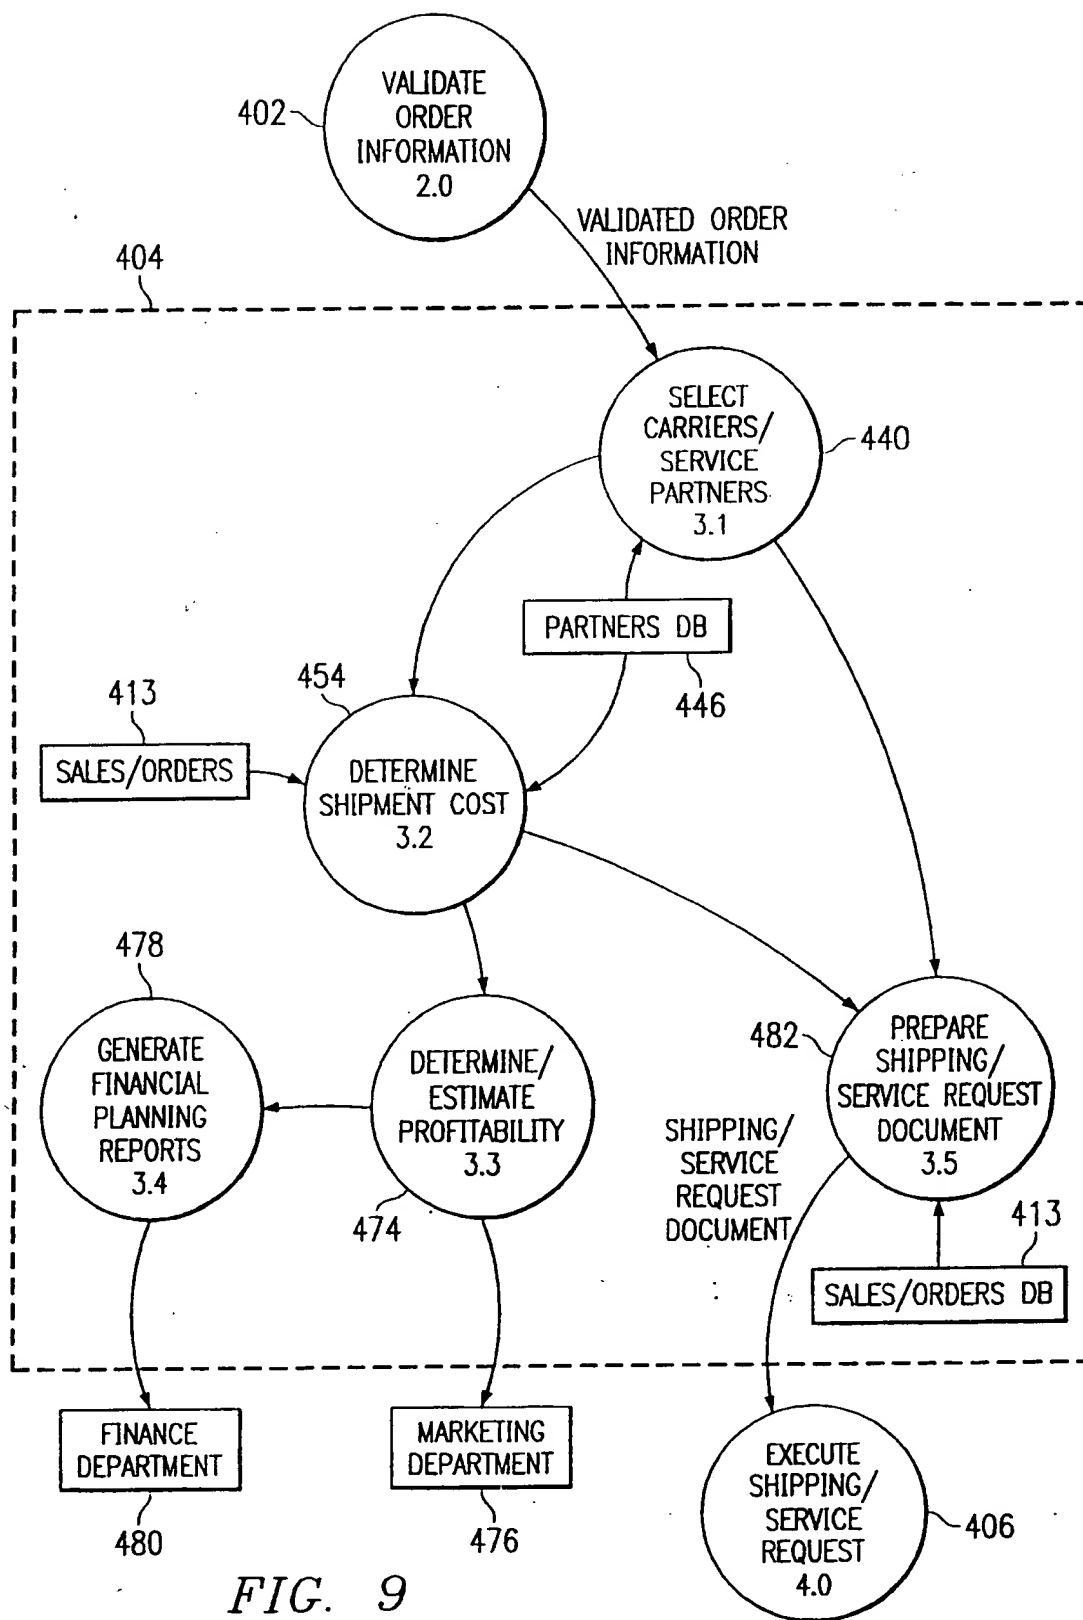 VALIDATE
ORDER
INFORMATION
2.0
402
VALIDATED ORDER
INFORMATION
404
SELECT
CARRIERS/
SERVICE
PARTNERS
3.1
440
PARTNERS DB
446
454
413
SALES/ORDERS
DETERMINE
SHIPMENT COST
3.2
478
GENERATE
FINANCIAL
PLANNING
REPORTS
3.4
DETERMINE/
ESTIMATE
PROFITABILITY
3.3
474
482
PREPARE
SHIPPING/
SERVICE REQUEST
DOCUMENT
3.5
SHIPPING/
SERVICE
REQUEST
DOCUMENT
413
SALES/ORDERS DB
FINANCE
DEPARTMENT
480
MARKETING
DEPARTMENT
476
EXECUTE
SHIPPING/
SERVICE
REQUEST
4.0
406
FIG. 9